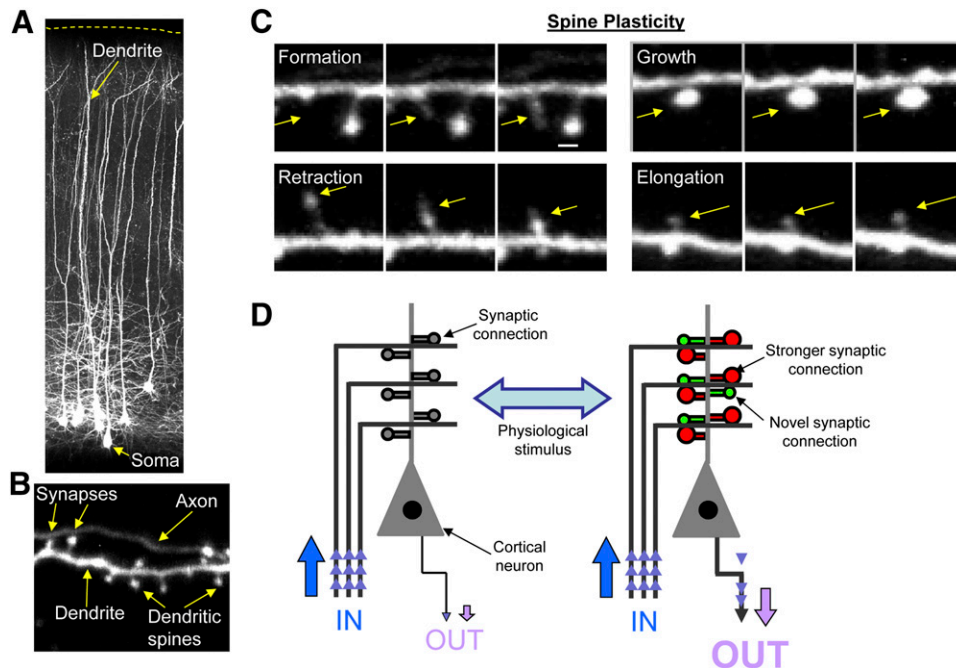 A
Dendrite
Soma
B
Synapses
Axon
Dendrite
Dendritic
spines
C
Spine Plasticity
Formation
Growth
Retraction
Elongation
D
Synaptic
connection
Physiological
stimulus
Cortical
neuron
IN
OUT
Stronger synaptic
connection
Novel synaptic
connection
IN
OUT